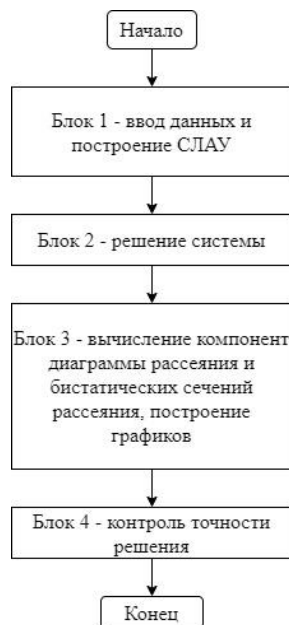 Начало
Блок 1 - ввод данных и
построение СЛАУ
Блок 2 - решение системы
Блок 3 - вычисление компонент
диаграммы рассеяния и
бистатических сечений
рассеяния, построение
графиков
Блок 4 - контроль точности
решения
Конец